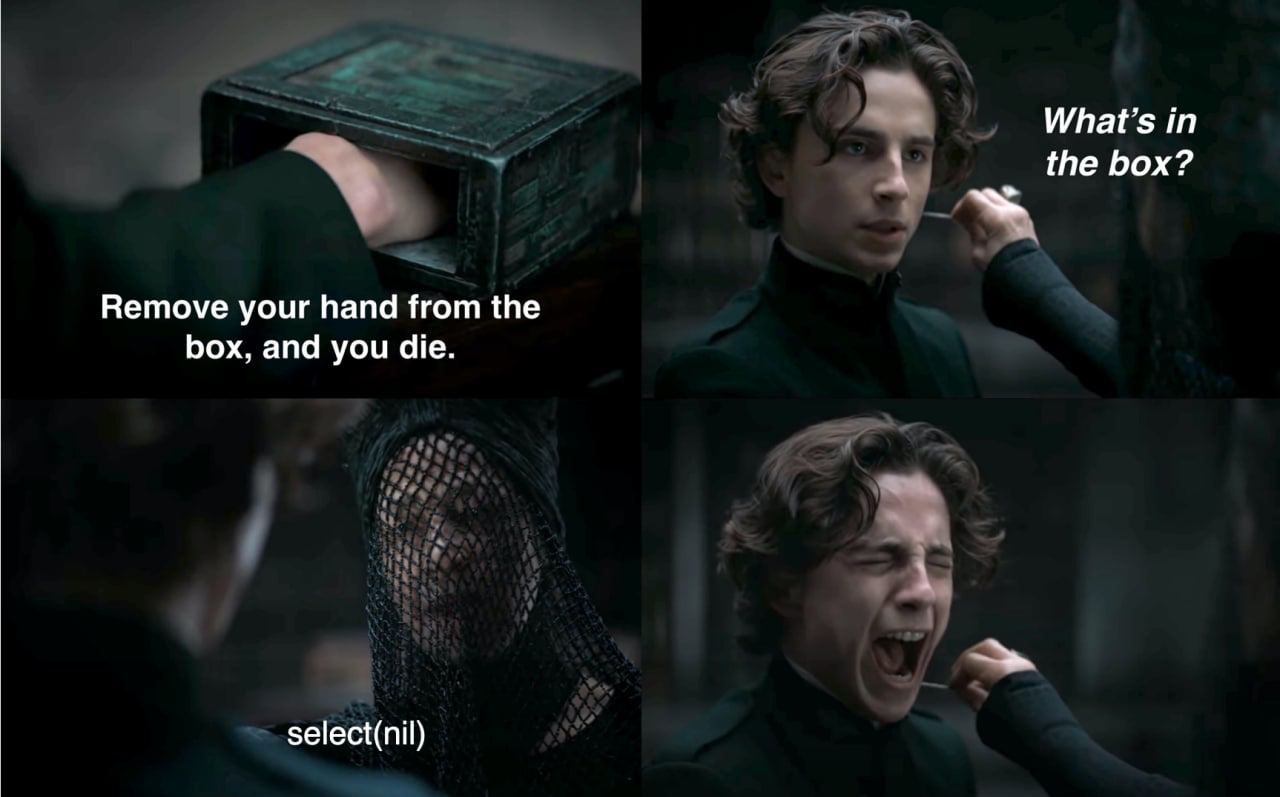 Remove your hand from the
box, and you die.
What's in
the box?
select(nil)